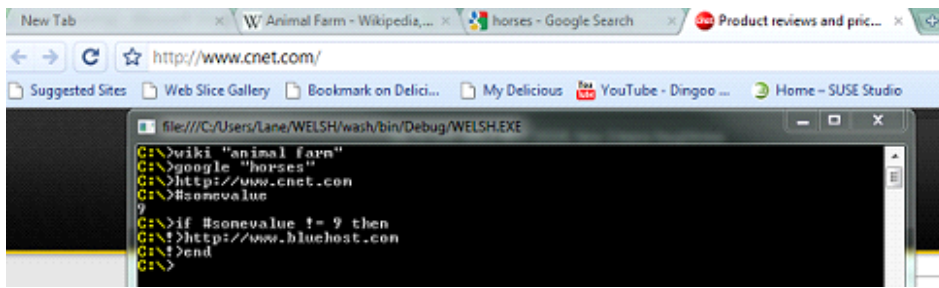 New Tab
Animal Farm - Wikipedia,...
horses - Google Search
Product reviews and pric...
http://www.cnet.com/
Suggested Sites
Web Slice Gallery
Bookmark on Delici...
My Delicious
YouTube - Dingoo ...
Home – SUSE Studio
file:///C:/Users/Lane/WELSH/wash/bin/Debug/WELSH.EXE
C:\>wiki "animal farm"
C:\>google "horses"
C:\>http://www.cnet.com
C:\>#somevalue
9
C:\>if #somevalue != 9 then
C:\!>http://www.bluehost.com
C:\!>end
C:\>